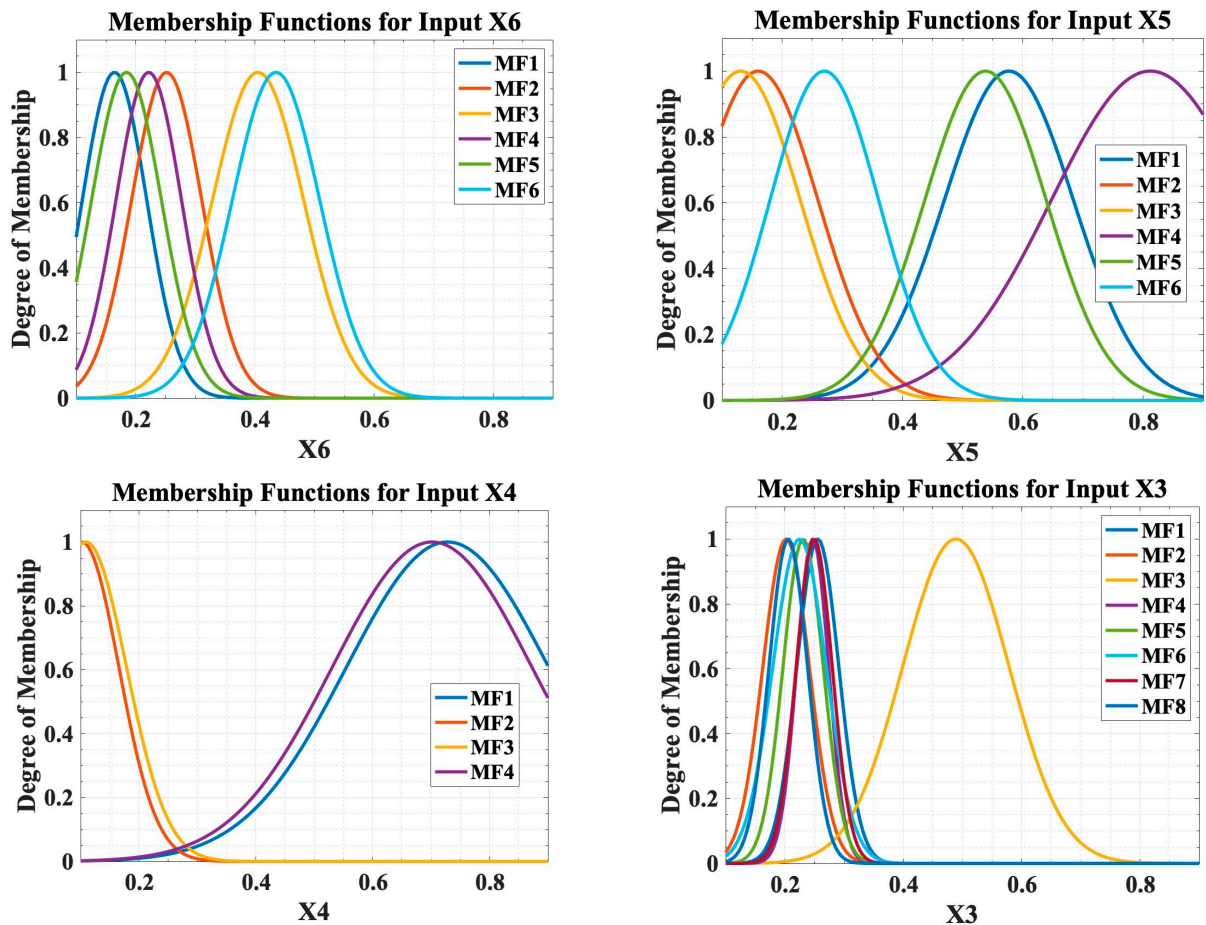 Membership Functions for Input X6
MF1
MF2
MF3
MF4
MF5
MF6
Degree of Membership
1
0.8
0.6
0.4
0.2
0
0.2
0.4
0.6
0.8
X6
Membership Functions for Input X5
MF1
MF2
MF3
MF4
MF5
MF6
Degree of Membership
1
0.8
0.6
0.4
0.2
0
0.2
0.4
0.6
0.8
X5
Membership Functions for Input X4
MF1
MF2
MF3
MF4
Degree of Membership
1
0.8
0.6
0.4
0.2
0
0.2
0.4
0.6
0.8
X4
Membership Functions for Input X3
MF1
MF2
MF3
MF4
MF5
MF6
MF7
MF8
Degree of Membership
1
0.8
0.6
0.4
0.2
0
0.2
0.4
0.6
0.8
X3